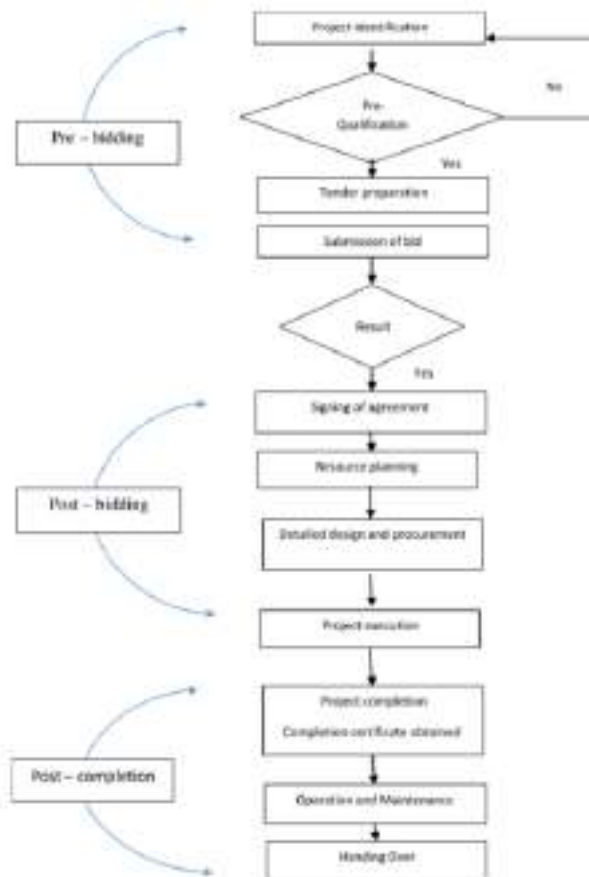 Project identification
No
Pre-
Qualification
Pre – bidding
Yes
Tender preparation
Submission of bid
Result
Yes
Signing of agreement
Resource planning
Post – bidding
Detailed design and procurement
Project execution
Project completion
Completion certificate obtained
Post – completion
Operation and Maintenance
Handing Over